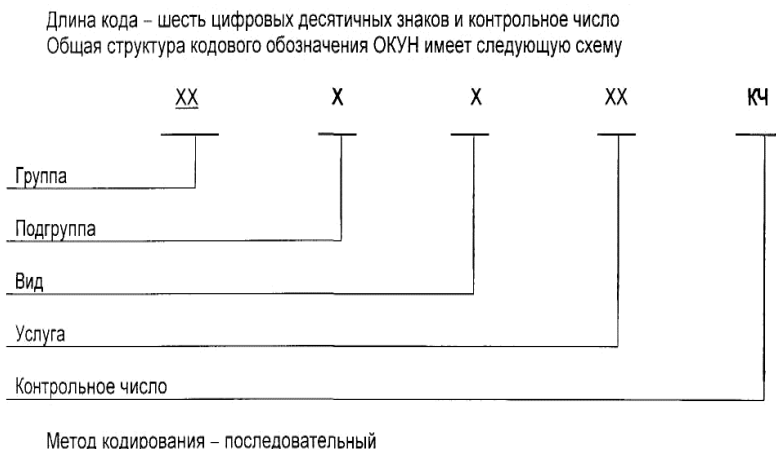 Длина кода – шесть цифровых десятичных знаков и контрольное число
Общая структура кодового обозначения ОКУН имеет следующую схему
XX X X XX КЧ
Группа
Подгруппа
Вид
Услуга
Контрольное число
Метод кодирования – последовательный